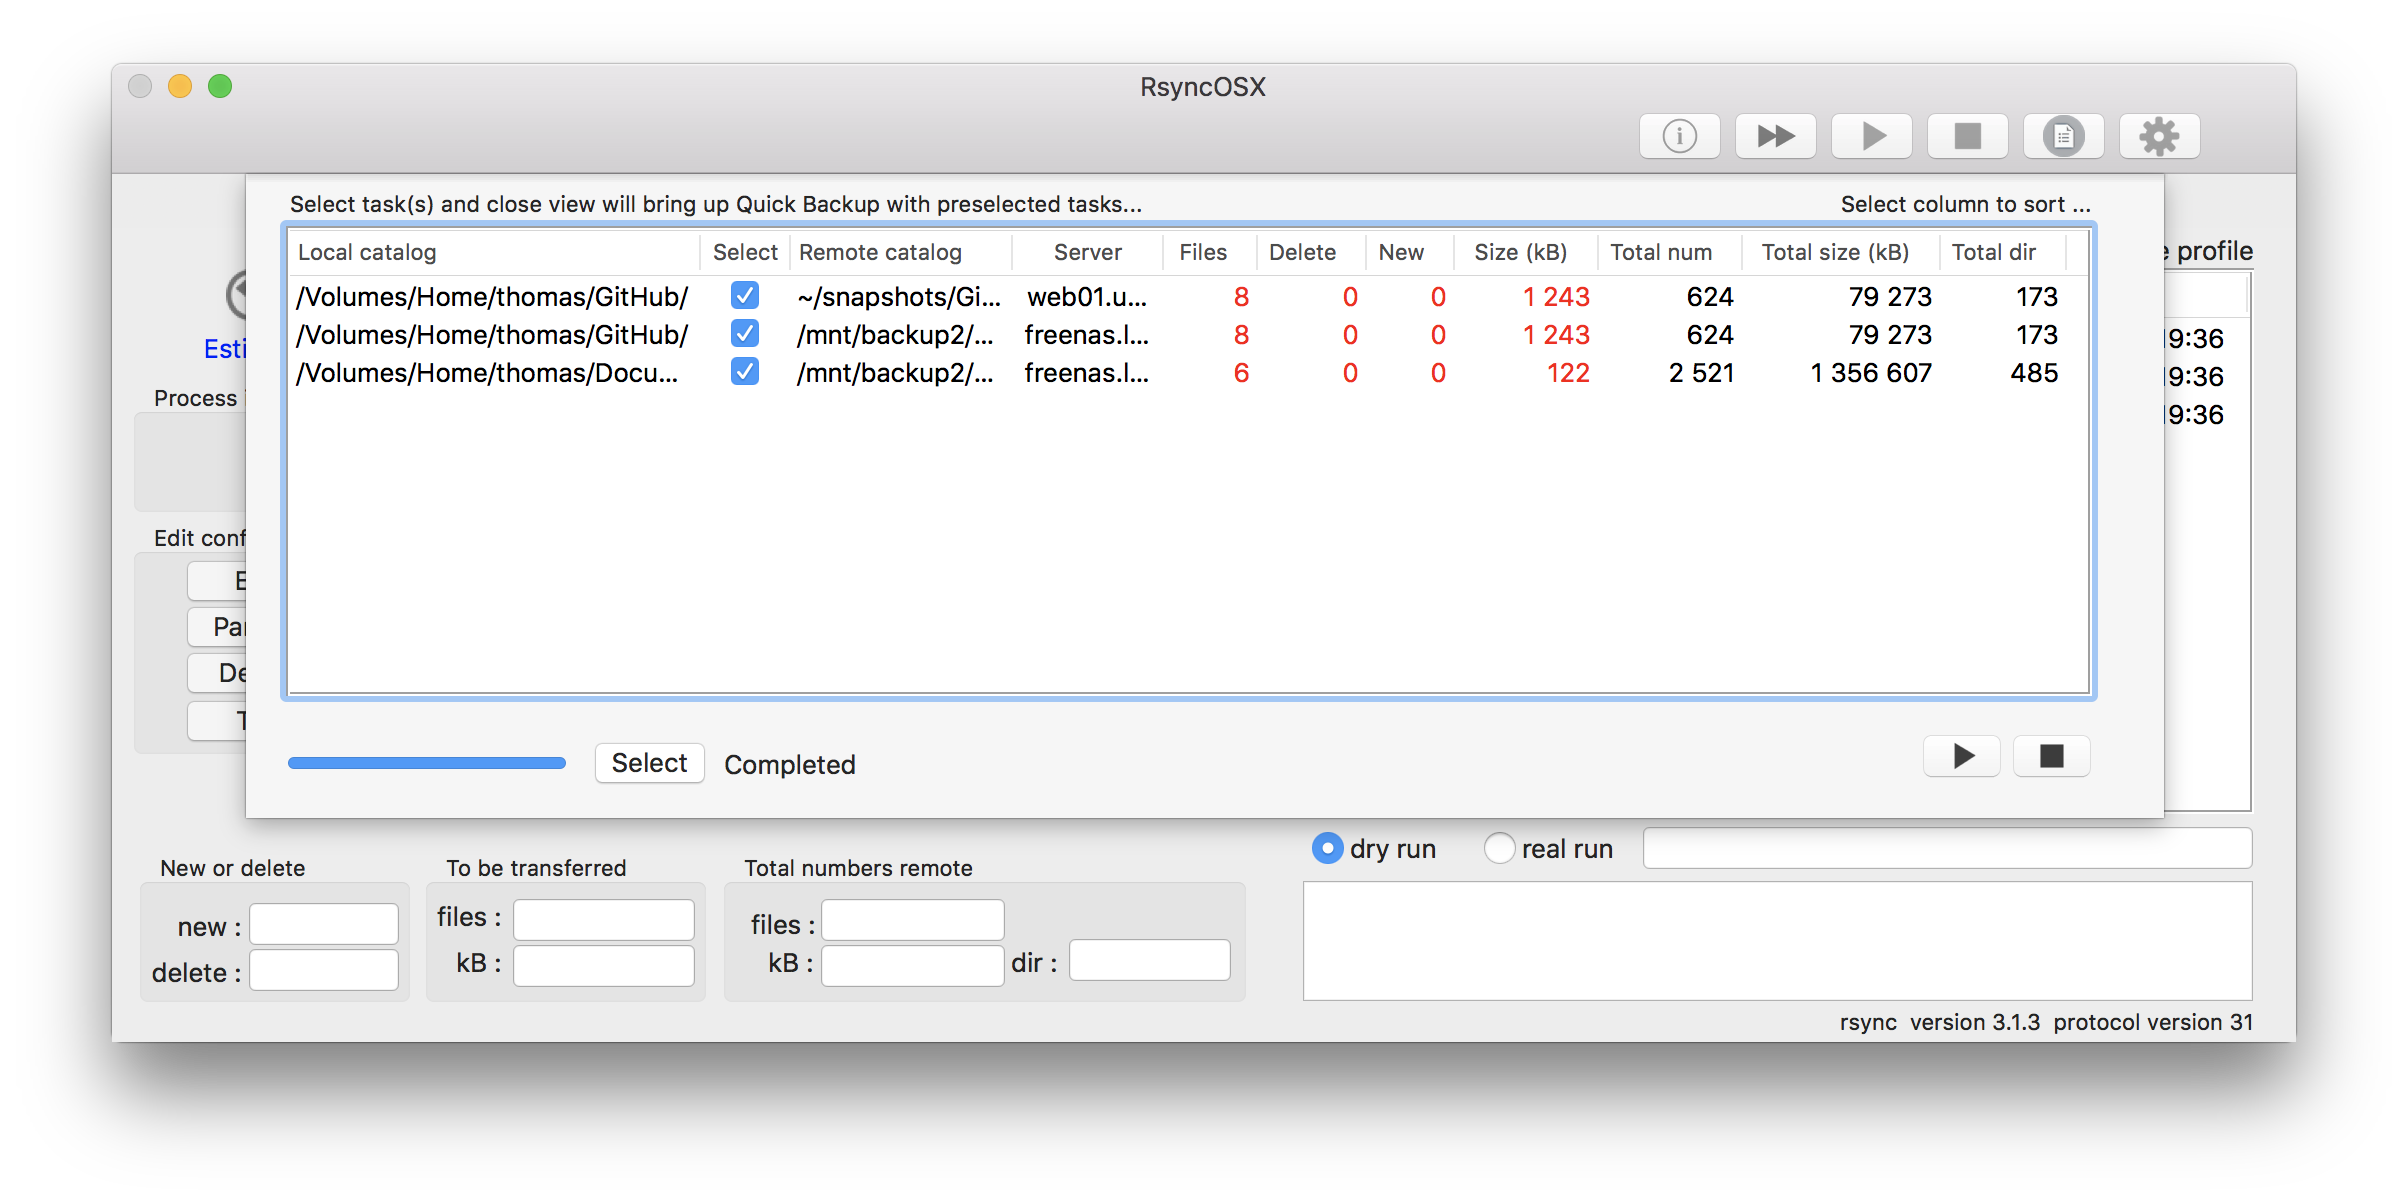 RsyncOSX
Select task(s) and close view will bring up Quick Backup with preselected tasks... Select column to sort ...
Local catalog Select Remote catalog Server Files Delete New Size (kB) Total num Total size (kB) Total dir
/Volumes/Home/thomas/GitHub/ ~/snapshots/Gi... web01.u... 8 0 0 1 243 624 79 273 173
/Volumes/Home/thomas/GitHub/ /mnt/backup2/... freenas.l... 8 0 0 1 243 624 79 273 173
/Volumes/Home/thomas/Docu... /mnt/backup2/... freenas.l... 6 0 0 122 2 521 1 356 607 485
profile
19:36
19:36
19:36
Esti
Process
Edit conf
E
Par
De
T
Select Completed
dry run real run
New or delete To be transferred Total numbers remote
new : files : files :
delete : kB : kB : dir :
rsync version 3.1.3 protocol version 31